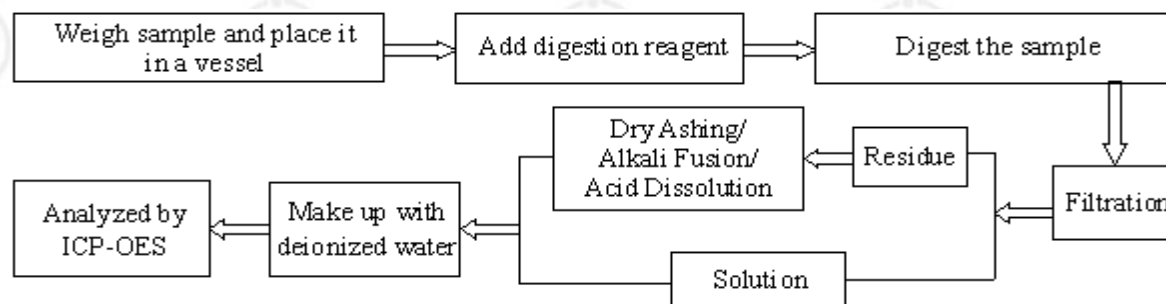 Weigh sample and place it
in a vessel
Add digestion reagent
Digest the sample
Filtration
Residue
Dry Ashing/
Alkali Fusion/
Acid Dissolution
Solution
Make up with
deionized water
Analyzed by
ICP-OES